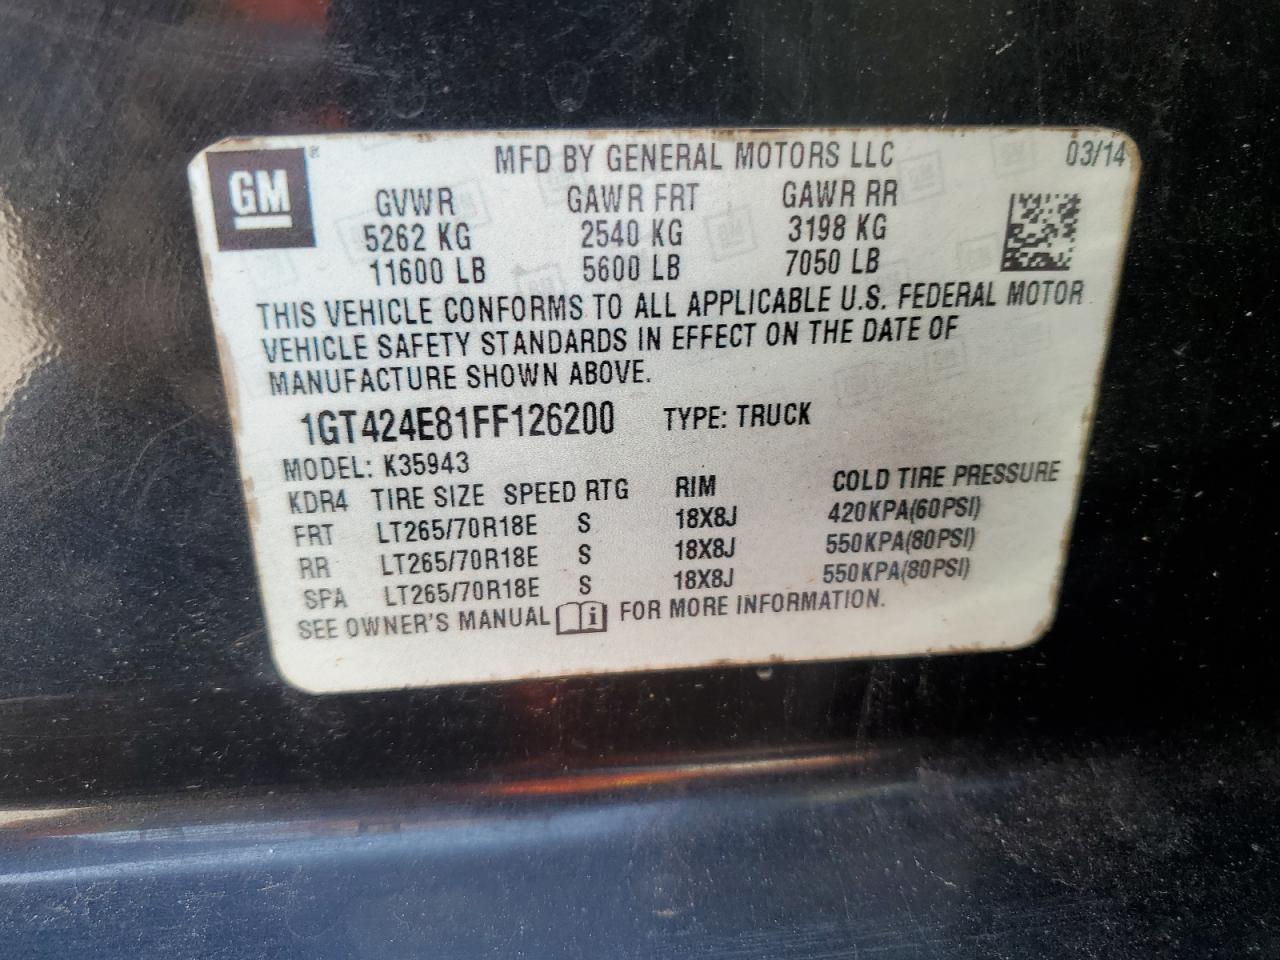 GM ®
MFD BY GENERAL MOTORS LLC 03/14
GVWR GAWR FRT GAWR RR
5262 KG 2540 KG 3198 KG
11600 LB 5600 LB 7050 LB
THIS VEHICLE CONFORMS TO ALL APPLICABLE U.S. FEDERAL MOTOR
VEHICLE SAFETY STANDARDS IN EFFECT ON THE DATE OF
MANUFACTURE SHOWN ABOVE.
1GT424E81FF126200 TYPE: TRUCK
MODEL: K35943
KDR4 TIRE SIZE SPEED RTG RIM COLD TIRE PRESSURE
FRT LT265/70R18E S 18X8J 420KPA(60PSI)
RR LT265/70R18E S 18X8J 550KPA(80PSI)
SPA LT265/70R18E S 18X8J 550KPA(80PSI)
SEE OWNER'S MANUAL i FOR MORE INFORMATION.